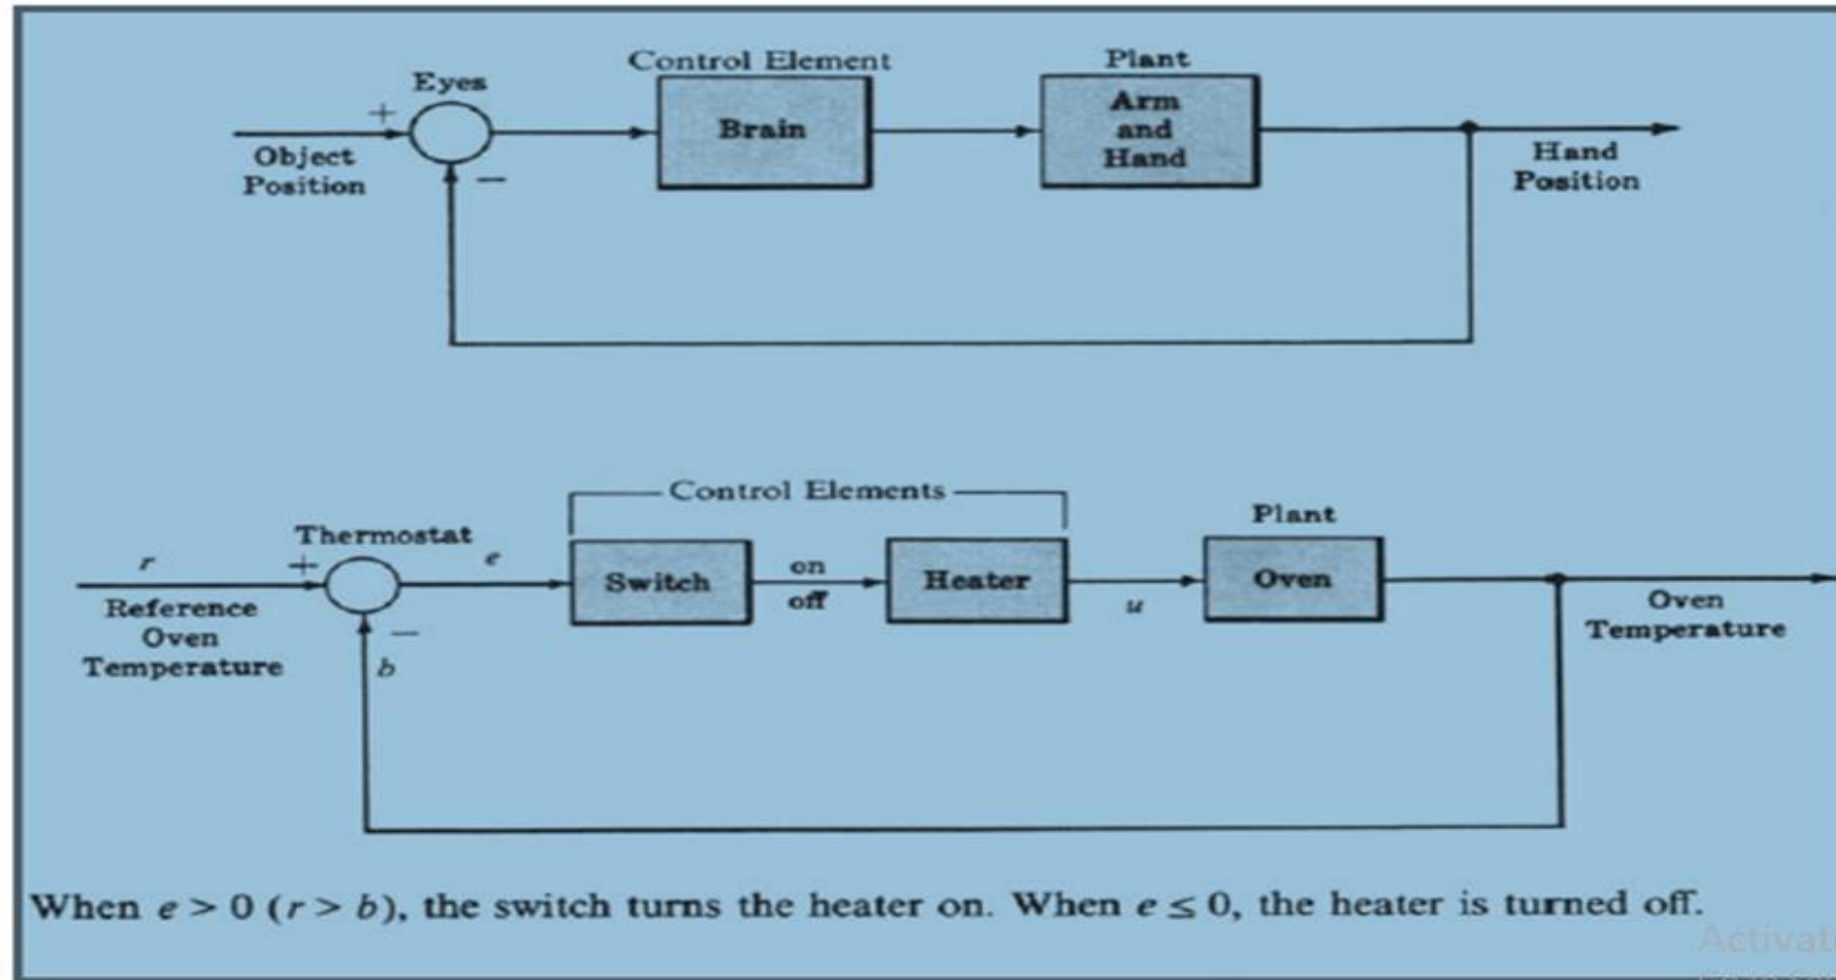 Control Element
Plant
Eyes
+
Brain
Arm
and
Hand
Object
Position
−
Hand
Position
Control Elements
Plant
Thermostat
r
+
e
Switch
on
off
Heater
u
Oven
Reference
Oven
Temperature
−
b
Oven
Temperature
When e > 0 (r > b), the switch turns the heater on. When e ≤ 0, the heater is turned off.
Activat